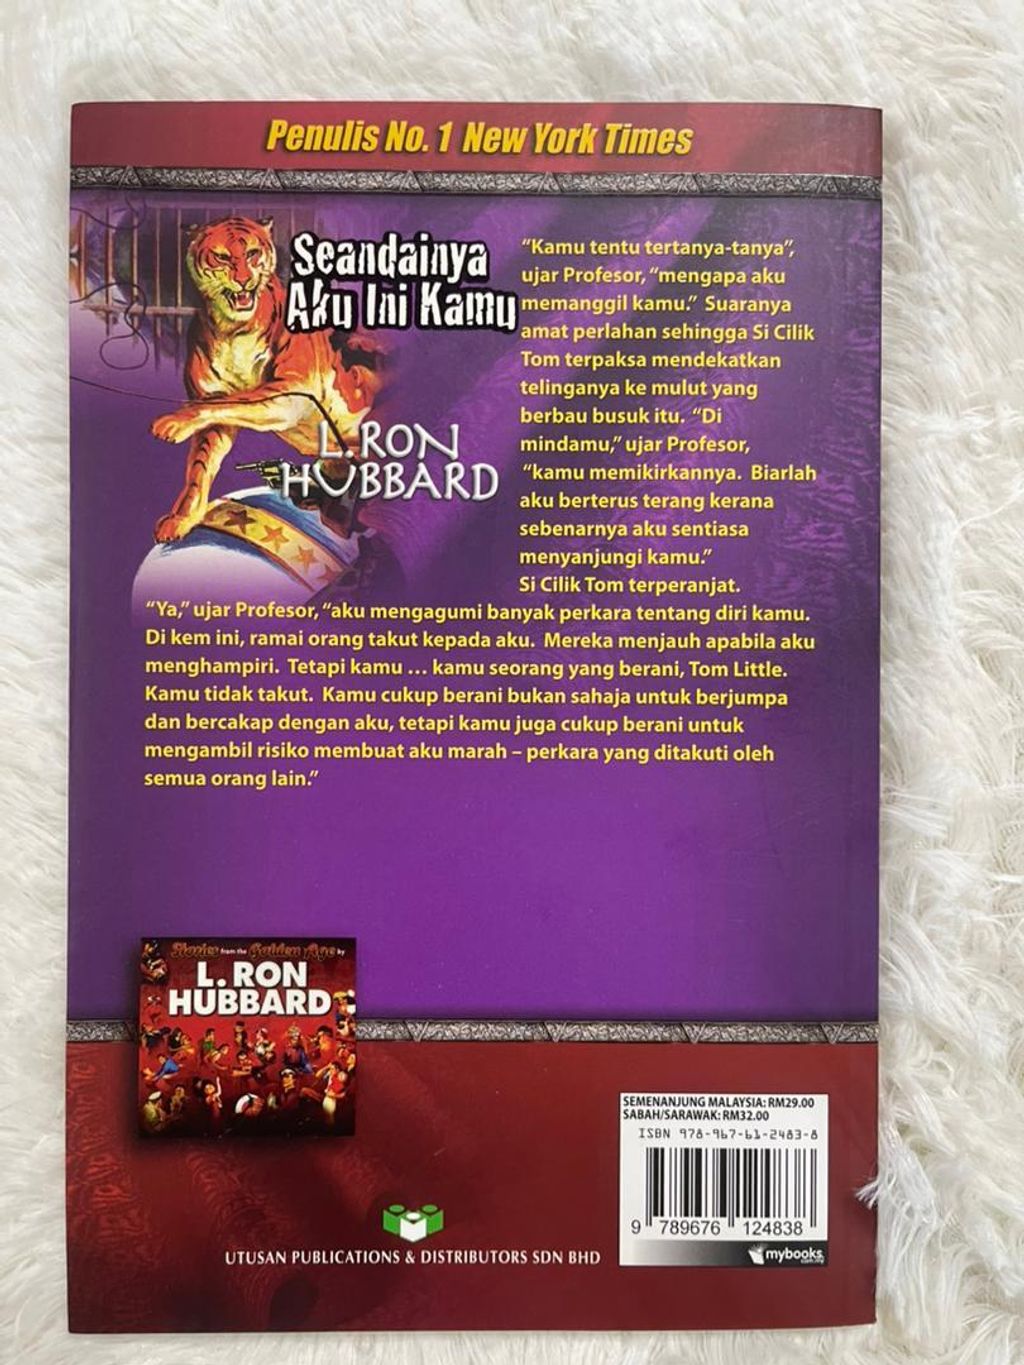 Penulis No. 1 New York Times
Seandainya
Aku Ini Kamu
L. RON
HUBBARD
“Kamu tentu tertanya-tanya”,
ujar Profesor, “mengapa aku
memanggil kamu.” Suaranya
amat perlahan sehingga Si Cilik
Tom terpaksa mendekatkan
telinganya ke mulut yang
berbau busuk itu. “Di
mindamu,” ujar Profesor,
“kamu memikirkannya. Biarlah
aku berterus terang kerana
sebenarnya aku sentiasa
menyanjungi kamu.”
Si Cilik Tom terperanjat.
“Ya,” ujar Profesor, “aku mengagumi banyak perkara tentang diri kamu.
Di kem ini, ramai orang takut kepada aku. Mereka menjauh apabila aku
menghampiri. Tetapi kamu ... kamu seorang yang berani, Tom Little.
Kamu tidak takut. Kamu cukup berani bukan sahaja untuk berjumpa
dan bercakap dengan aku, tetapi kamu juga cukup berani untuk
mengambil risiko membuat aku marah – perkara yang ditakuti oleh
semua orang lain.”
Stories from the Golden Age by
L. RON
HUBBARD
UTUSAN PUBLICATIONS & DISTRIBUTORS SDN BHD
SEMENANJUNG MALAYSIA: RM29.00
SABAH/SARAWAK: RM32.00
ISBN 978-967-61-2483-8
9 789676 124838
mybooks
.com.my